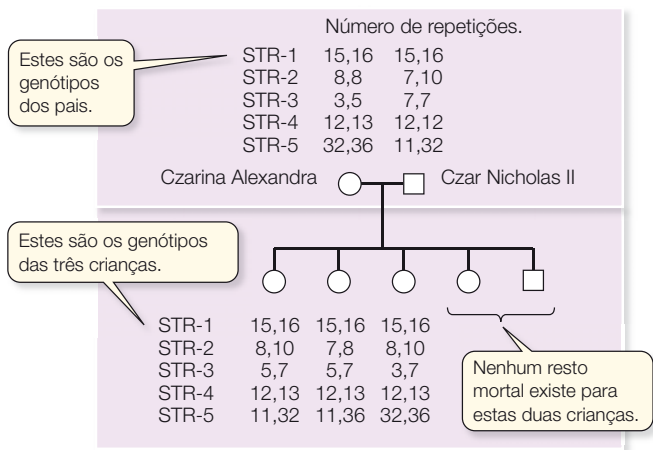 Número de repetições.
Estes são os
genótipos
dos pais.
STR-1 15,16 15,16
STR-2 8,8 7,10
STR-3 3,5 7,7
STR-4 12,13 12,12
STR-5 32,36 11,32
Czarina Alexandra Czar Nicholas II
Estes são os genótipos
das três crianças.
STR-1 15,16 15,16 15,16
STR-2 8,10 7,8 8,10
STR-3 5,7 5,7 3,7
STR-4 12,13 12,13 12,13
STR-5 11,32 11,36 32,36
Nenhum resto
mortal existe para
estas duas crianças.